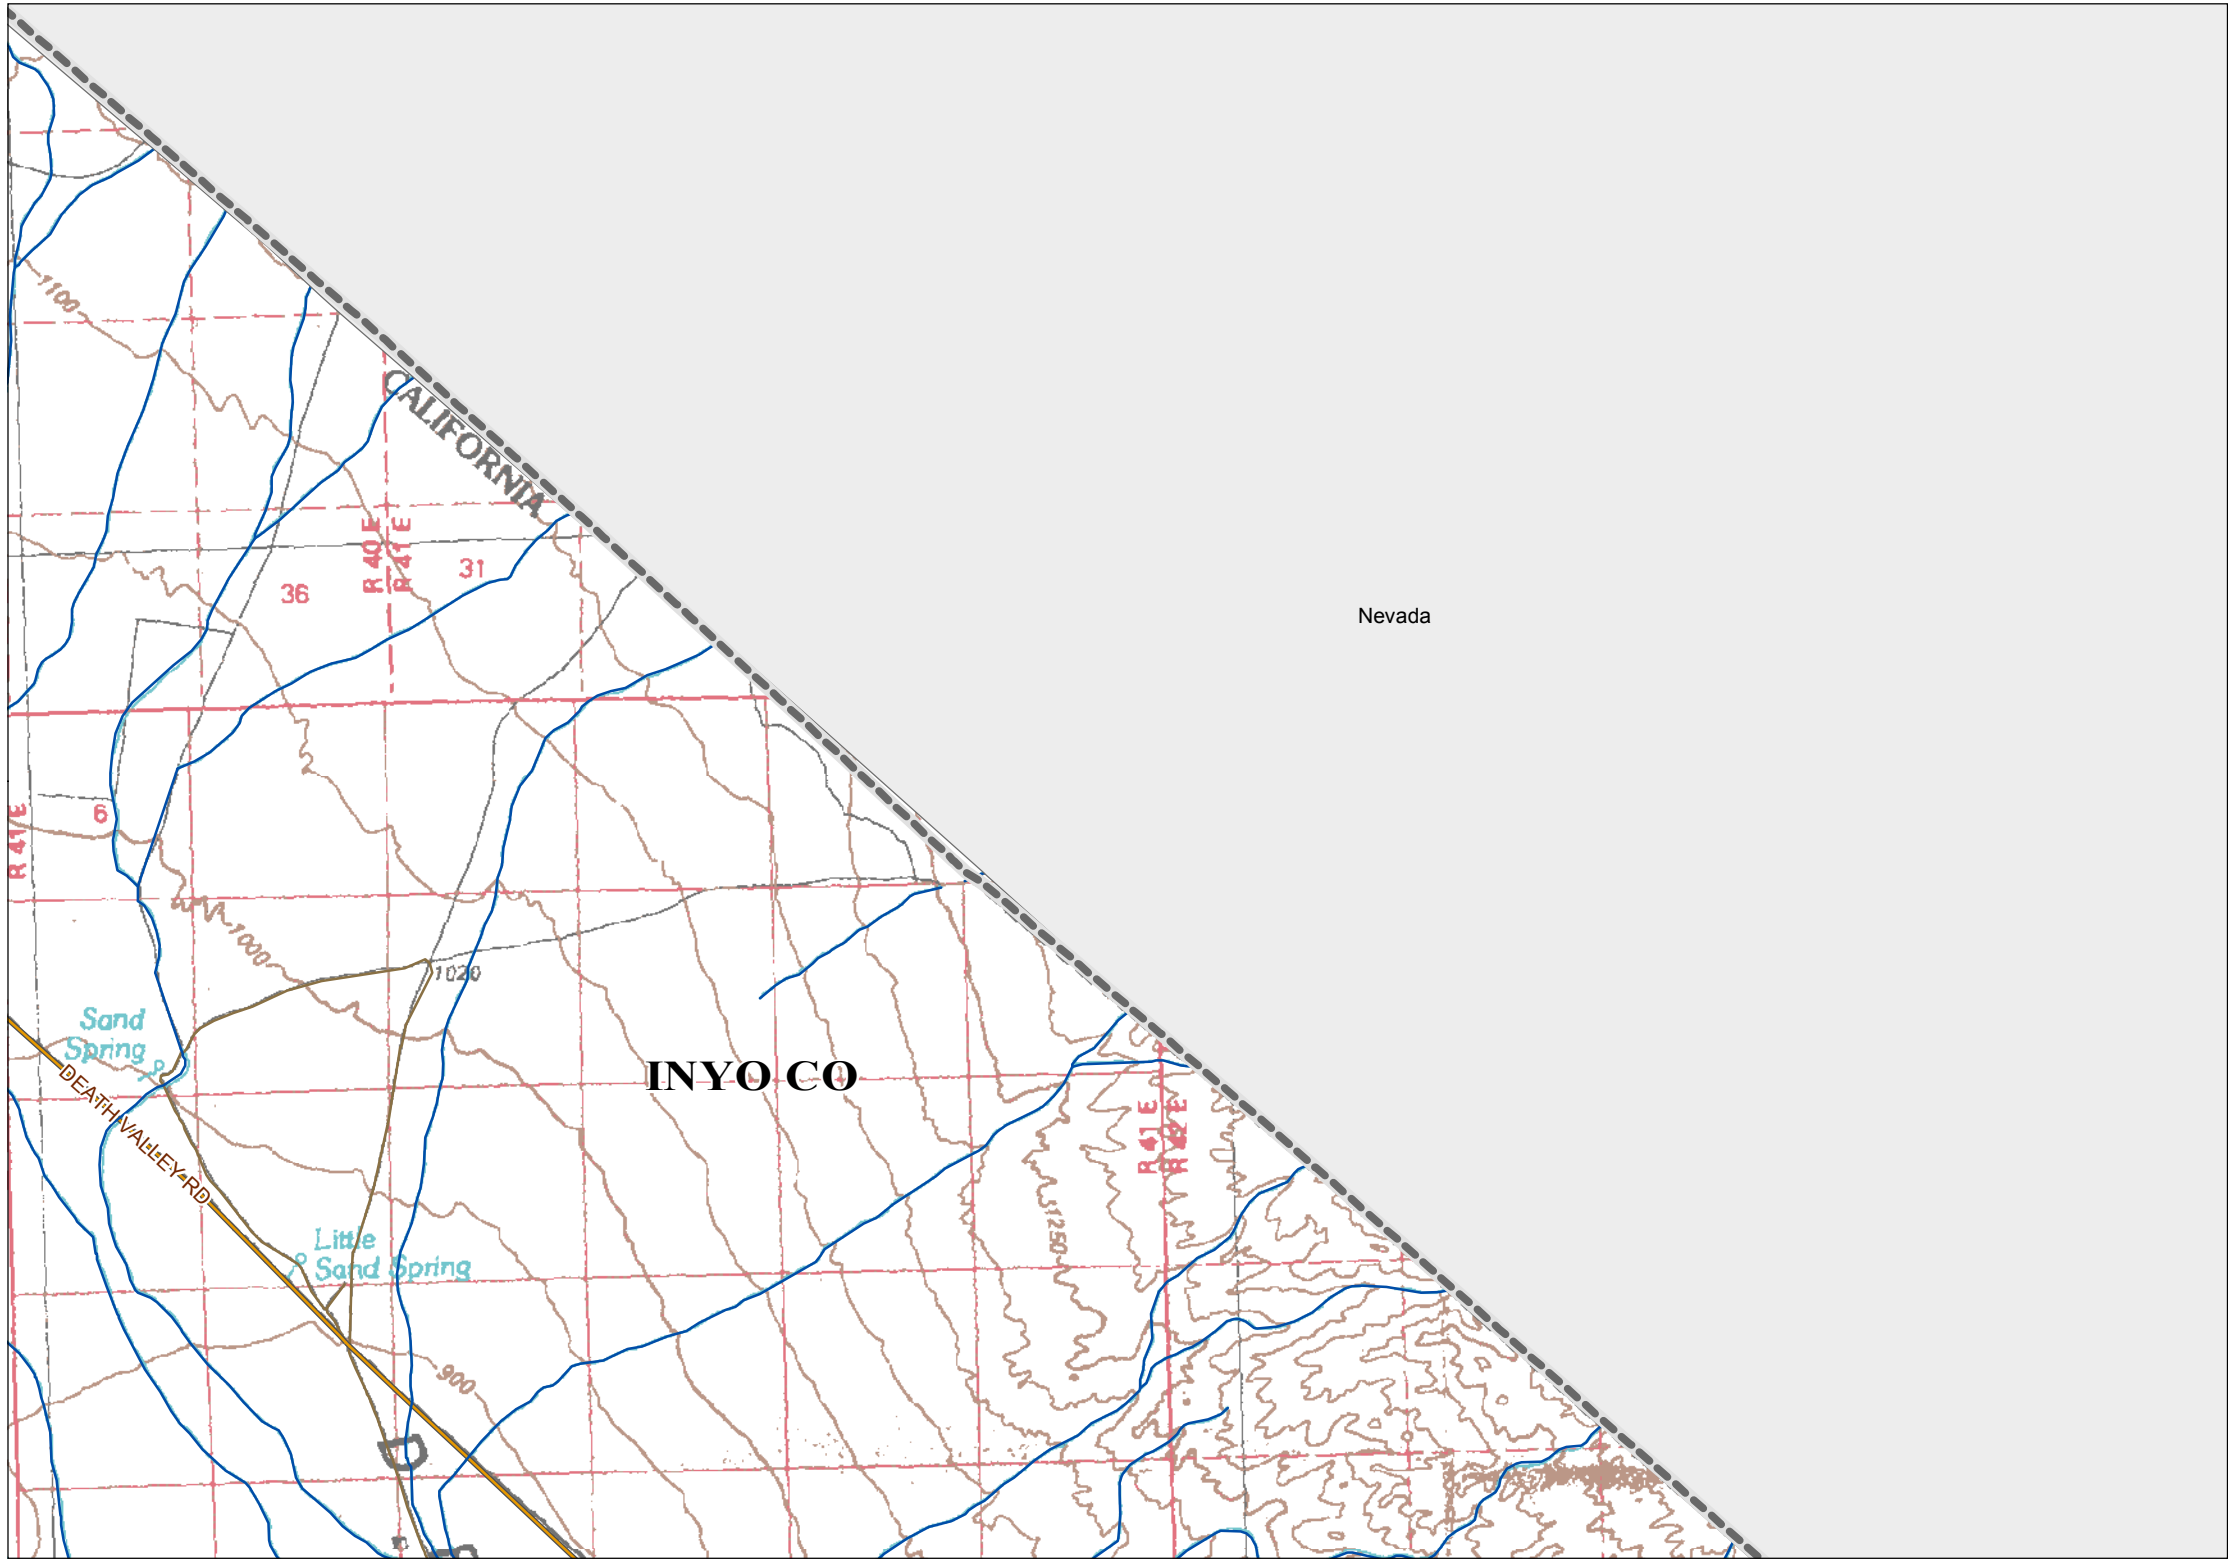 1100
CALIFORNIA
R 40 E
R 41 E
31
36
Nevada
6
R 41 E
1000
1020
Sand
Spring
INYO CO
DEATH VALLEY RD
R 41 E
R 42 E
1250
Little
Sand Spring
900